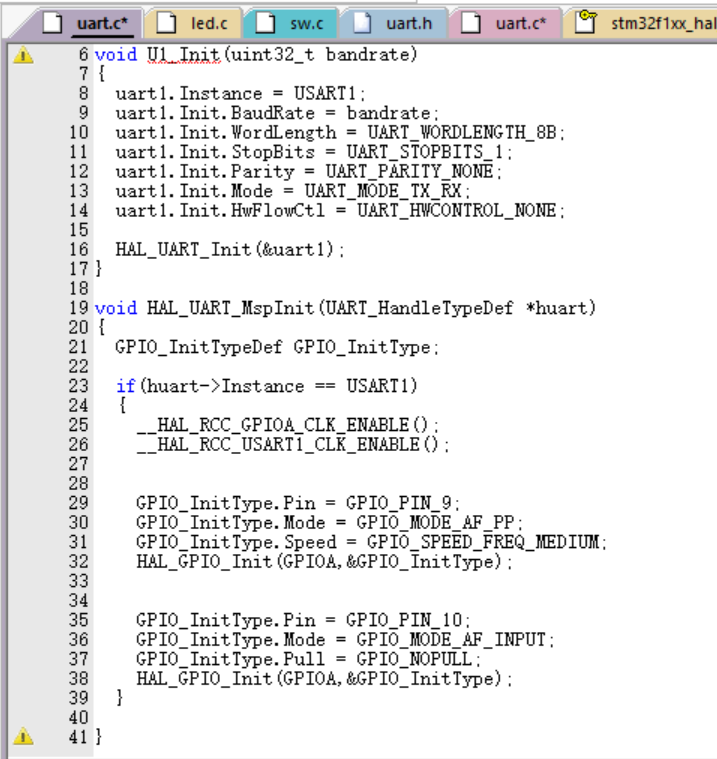 uart.c* led.c sw.c uart.h uart.c* stm32f1xx_hal
6 void U1_Init(uint32_t bandrate)
7 {
8 uart1.Instance = USART1;
9 uart1.Init.BaudRate = bandrate;
10 uart1.Init.WordLength = UART_WORDLENGTH_8B;
11 uart1.Init.StopBits = UART_STOPBITS_1;
12 uart1.Init.Parity = UART_PARITY_NONE;
13 uart1.Init.Mode = UART_MODE_TX_RX;
14 uart1.Init.HwFlowCtl = UART_HWCONTROL_NONE;
15
16 HAL_UART_Init(&uart1);
17 }
18
19 void HAL_UART_MspInit(UART_HandleTypeDef *huart)
20 {
21 GPIO_InitTypeDef GPIO_InitType;
22
23 if(huart->Instance == USART1)
24 {
25 __HAL_RCC_GPIOA_CLK_ENABLE();
26 __HAL_RCC_USART1_CLK_ENABLE();
27
28
29 GPIO_InitType.Pin = GPIO_PIN_9;
30 GPIO_InitType.Mode = GPIO_MODE_AF_PP;
31 GPIO_InitType.Speed = GPIO_SPEED_FREQ_MEDIUM;
32 HAL_GPIO_Init(GPIOA,&GPIO_InitType);
33
34
35 GPIO_InitType.Pin = GPIO_PIN_10;
36 GPIO_InitType.Mode = GPIO_MODE_AF_INPUT;
37 GPIO_InitType.Pull = GPIO_NOPULL;
38 HAL_GPIO_Init(GPIOA,&GPIO_InitType);
39 }
40
41 }